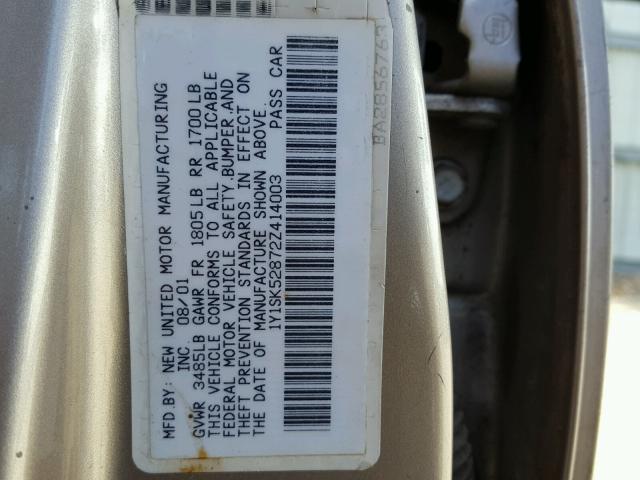 MFD.BY: NEW UNITED MOTOR MANUFACTURING
INC 08/01
GVWR 3485LB GAWR FR 1805LB RR 1700LB
THIS VEHICLE CONFORMS TO ALL APPLICABLE
FEDERAL MOTOR VEHICLE SAFETY,BUMPER,AND
THEFT PREVENTION STANDARDS IN EFFECT ON
THE DATE OF MANUFACTURE SHOWN ABOVE.
1Y1SK52872Z414003 PASS CAR
BA2856763